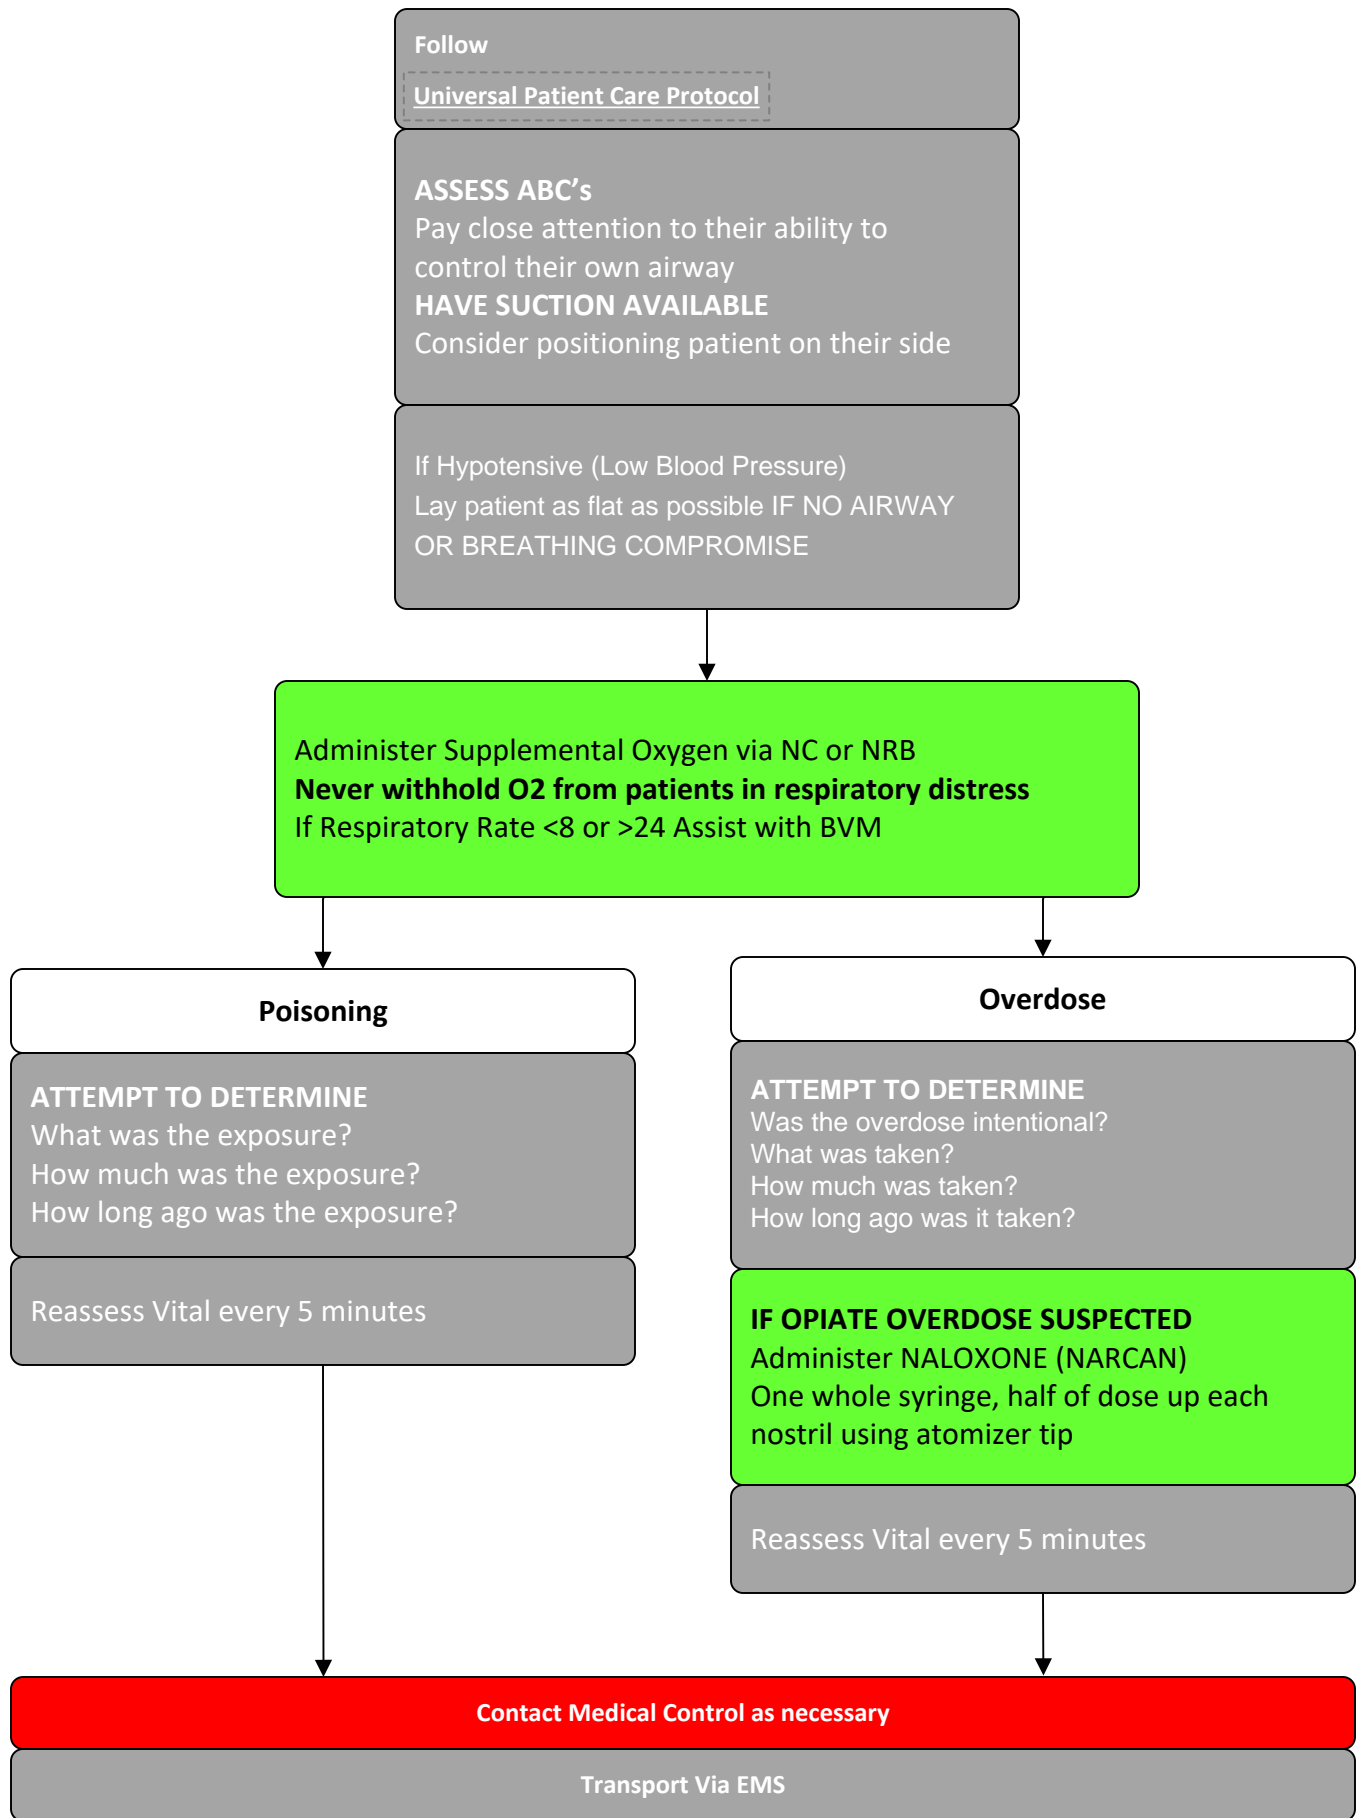 Follow
Universal Patient Care Protocol
ASSESS ABC’s
Pay close attention to their ability to
control their own airway
HAVE SUCTION AVAILABLE
Consider positioning patient on their side
If Hypotensive (Low Blood Pressure)
Lay patient as flat as possible IF NO AIRWAY
OR BREATHING COMPROMISE
Administer Supplemental Oxygen via NC or NRB
Never withhold O2 from patients in respiratory distress
If Respiratory Rate <8 or >24 Assist with BVM
Poisoning
ATTEMPT TO DETERMINE
What was the exposure?
How much was the exposure?
How long ago was the exposure?
Reassess Vital every 5 minutes
Overdose
ATTEMPT TO DETERMINE
Was the overdose intentional?
What was taken?
How much was taken?
How long ago was it taken?
IF OPIATE OVERDOSE SUSPECTED
Administer NALOXONE (NARCAN)
One whole syringe, half of dose up each
nostril using atomizer tip
Reassess Vital every 5 minutes
Contact Medical Control as necessary
Transport Via EMS